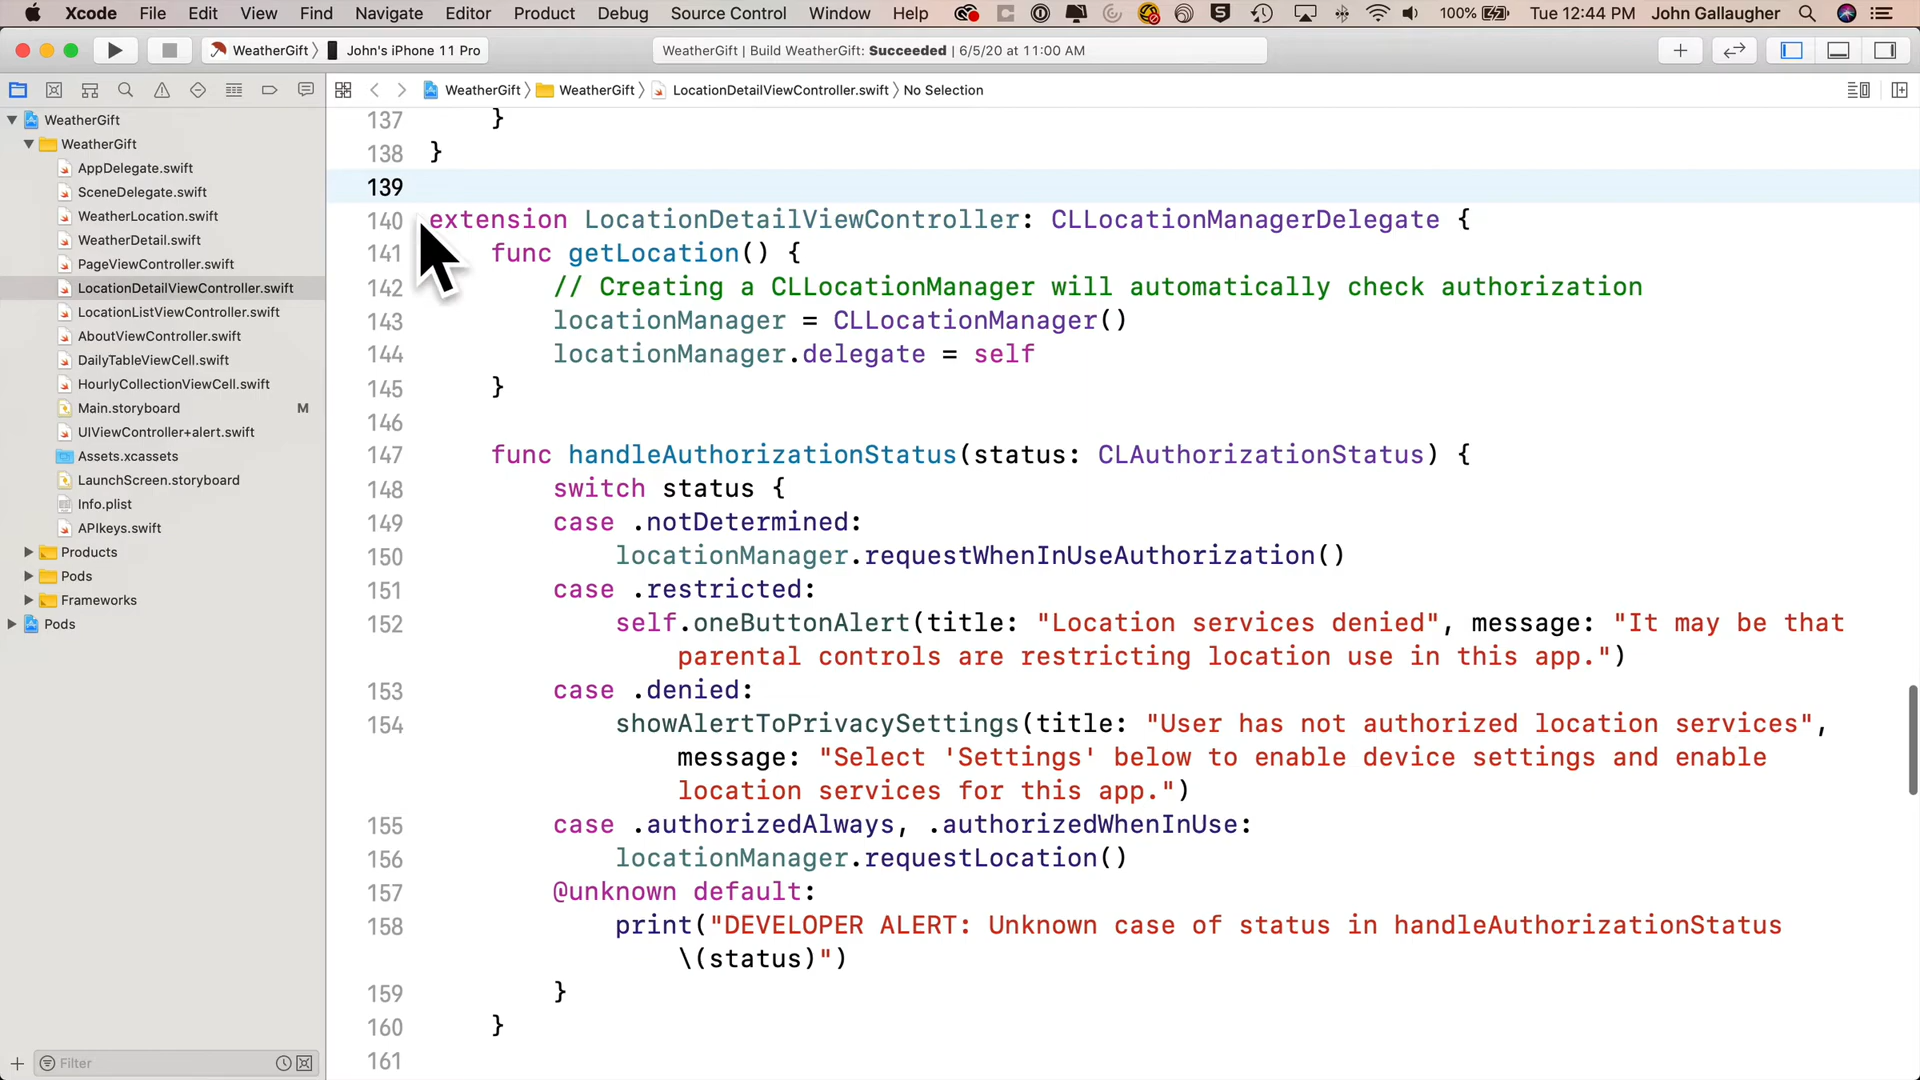 Xcode File Edit View Find Navigate Editor Product Debug Source Control Window Help 100% Tue 12:44 PM John Gallaugher
WeatherGift John's iPhone 11 Pro WeatherGift | Build WeatherGift: Succeeded | 6/5/20 at 11:00 AM
WeatherGift WeatherGift LocationDetailViewController.swift No Selection
WeatherGift
WeatherGift
AppDelegate.swift
SceneDelegate.swift
WeatherLocation.swift
WeatherDetail.swift
PageViewController.swift
LocationDetailViewController.swift
LocationListViewController.swift
AboutViewController.swift
DailyTableViewCell.swift
HourlyCollectionViewCell.swift
Main.storyboard M
UIViewController+alert.swift
Assets.xcassets
LaunchScreen.storyboard
Info.plist
APIkeys.swift
Products
Pods
Frameworks
Pods
Filter
137 }
138 }
139
140 extension LocationDetailViewController: CLLocationManagerDelegate {
141 func getLocation() {
142 // Creating a CLLocationManager will automatically check authorization
143 locationManager = CLLocationManager()
144 locationManager.delegate = self
145 }
146
147 func handleAuthorizationStatus(status: CLAuthorizationStatus) {
148 switch status {
149 case .notDetermined:
150 locationManager.requestWhenInUseAuthorization()
151 case .restricted:
152 self.oneButtonAlert(title: "Location services denied", message: "It may be that
parental controls are restricting location use in this app.")
153 case .denied:
154 showAlertToPrivacySettings(title: "User has not authorized location services",
message: "Select 'Settings' below to enable device settings and enable
location services for this app.")
155 case .authorizedAlways, .authorizedWhenInUse:
156 locationManager.requestLocation()
157 @unknown default:
158 print("DEVELOPER ALERT: Unknown case of status in handleAuthorizationStatus
\(status)")
159 }
160 }
161